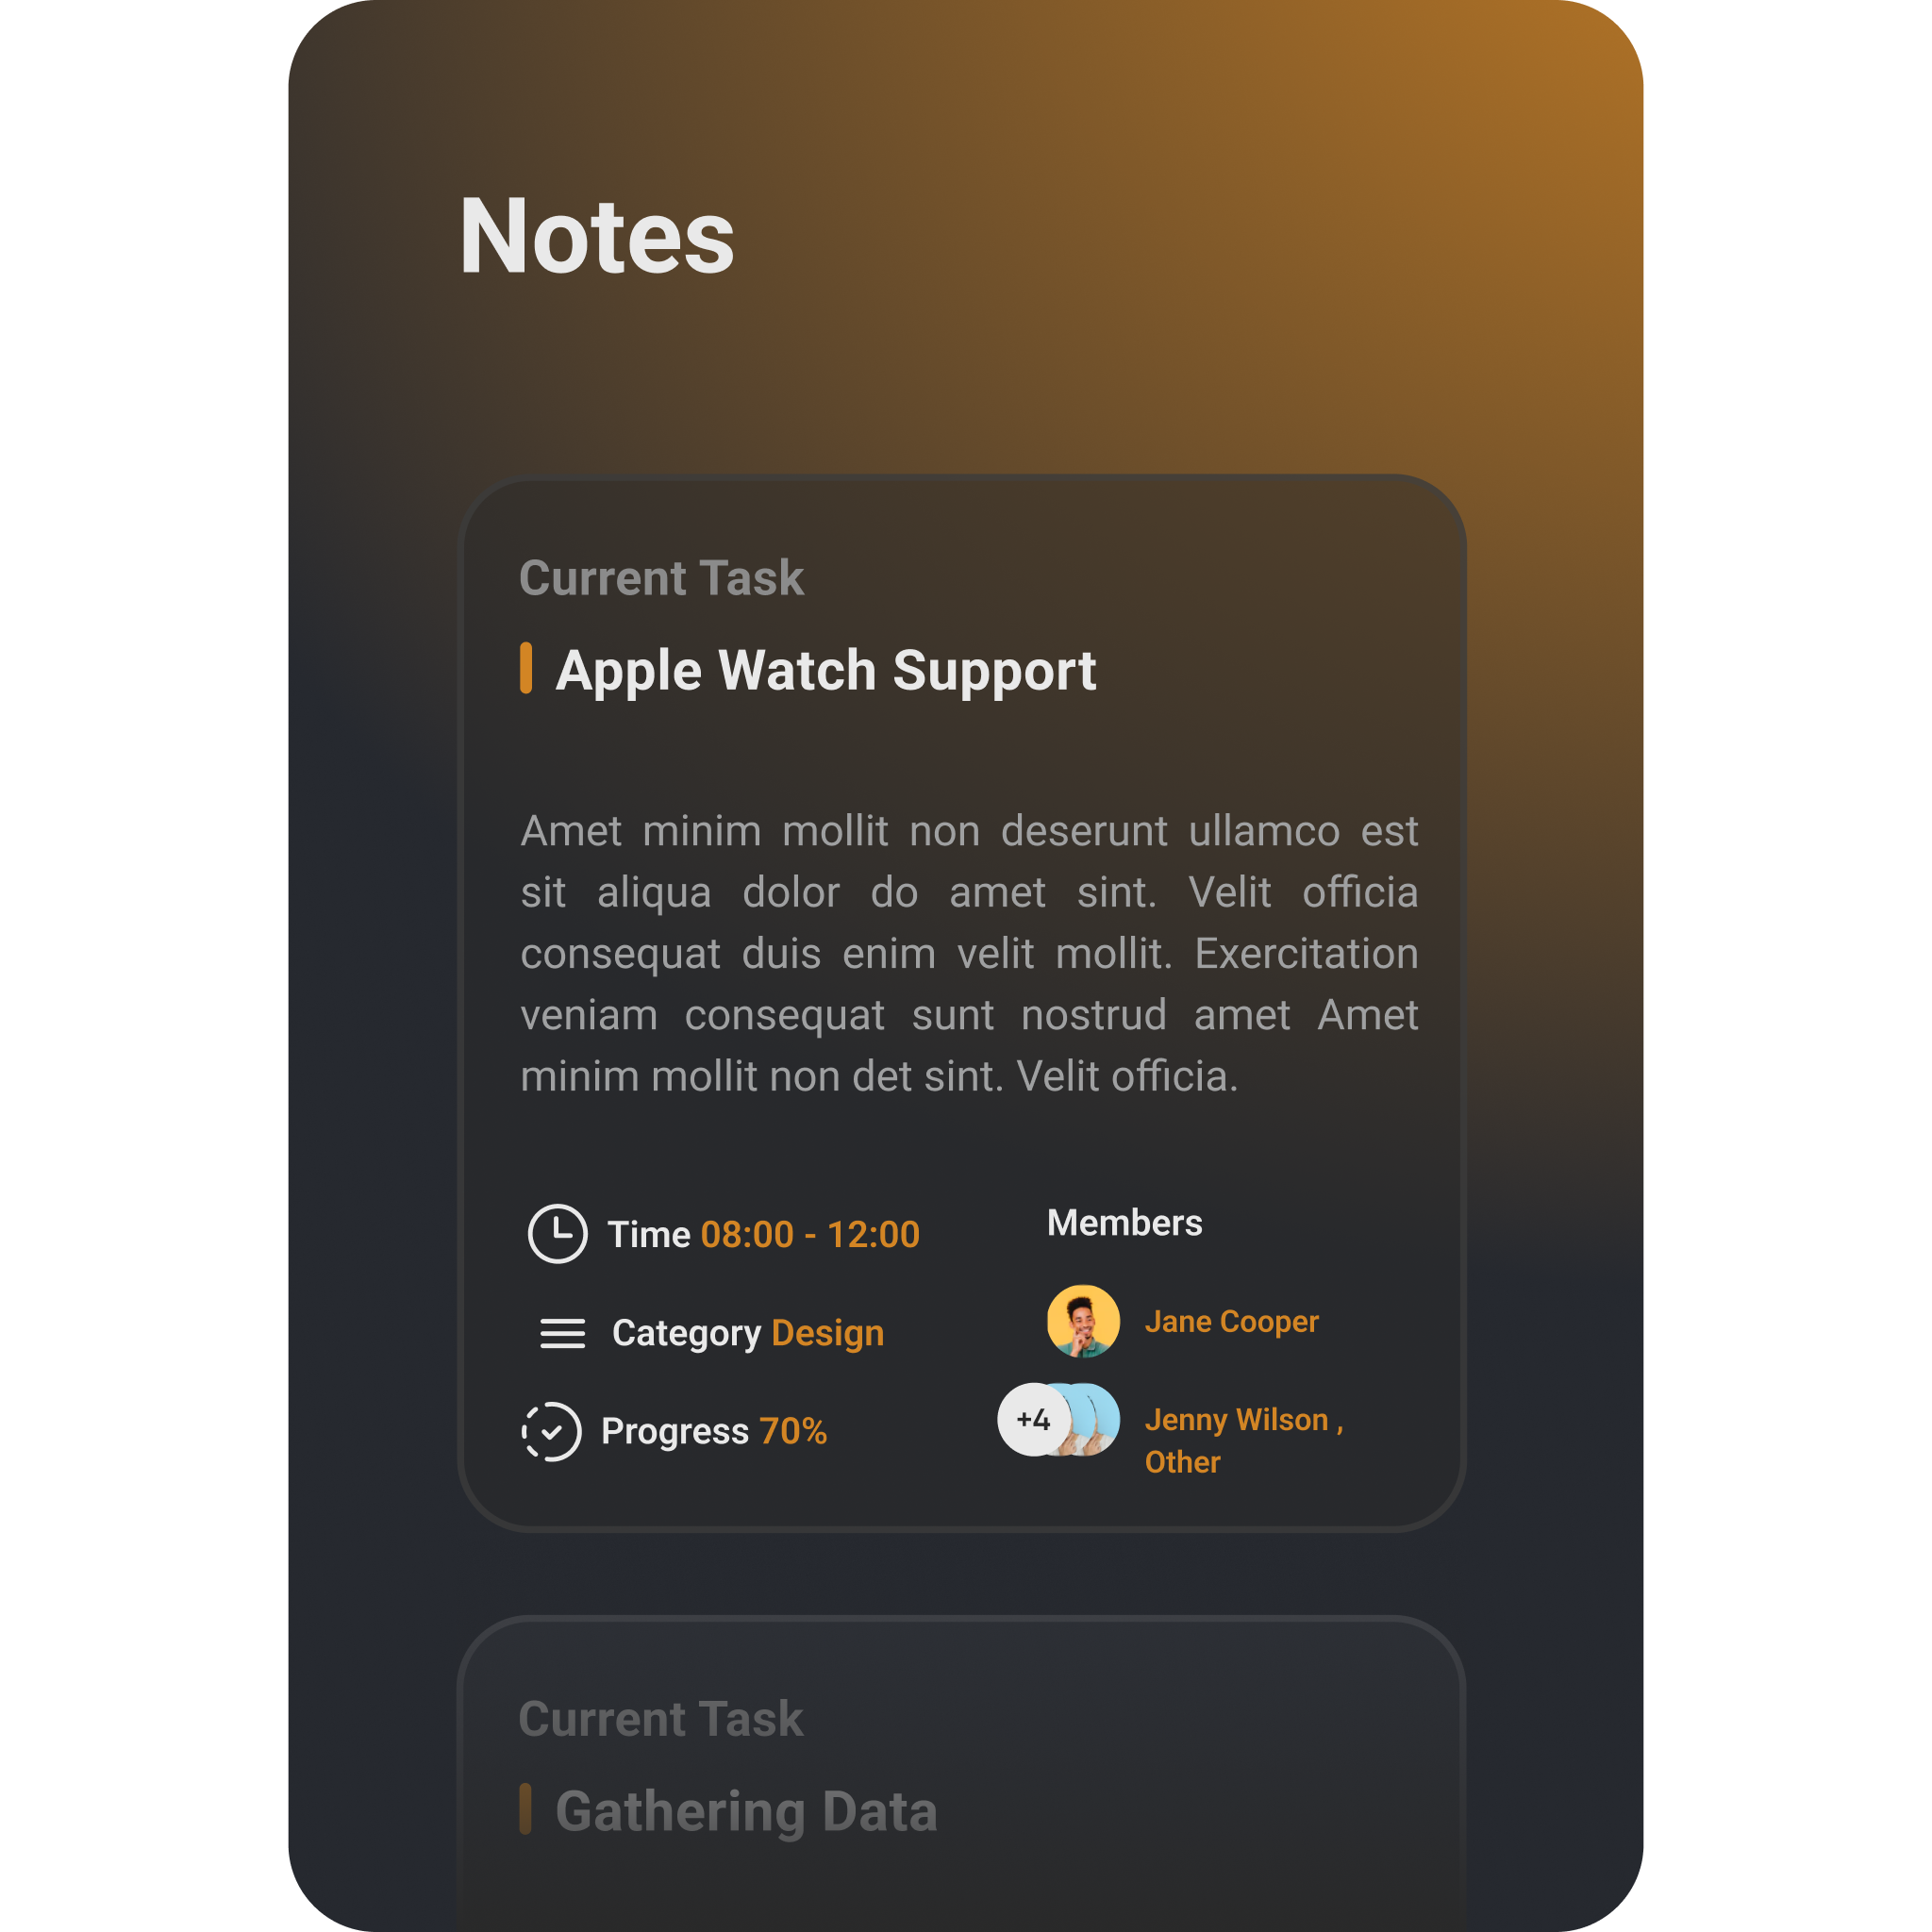 Notes
Current Task
Apple Watch Support
Amet minim mollit non deserunt ullamco est
sit aliqua dolor do amet sint. Velit officia
consequat duis enim velit mollit. Exercitation
veniam consequat sunt nostrud amet Amet
minim mollit non det sint. Velit officia.
Time 08:00 - 12:00
Category Design
Progress 70%
Members
Jane Cooper
+4
Jenny Wilson ,
Other
Current Task
Gathering Data